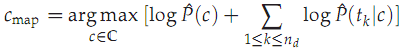 c_map = arg max_{c∈ℂ} [log P̂(c) + ∑_{1≤k≤n_d} log P̂(t_k|c)]